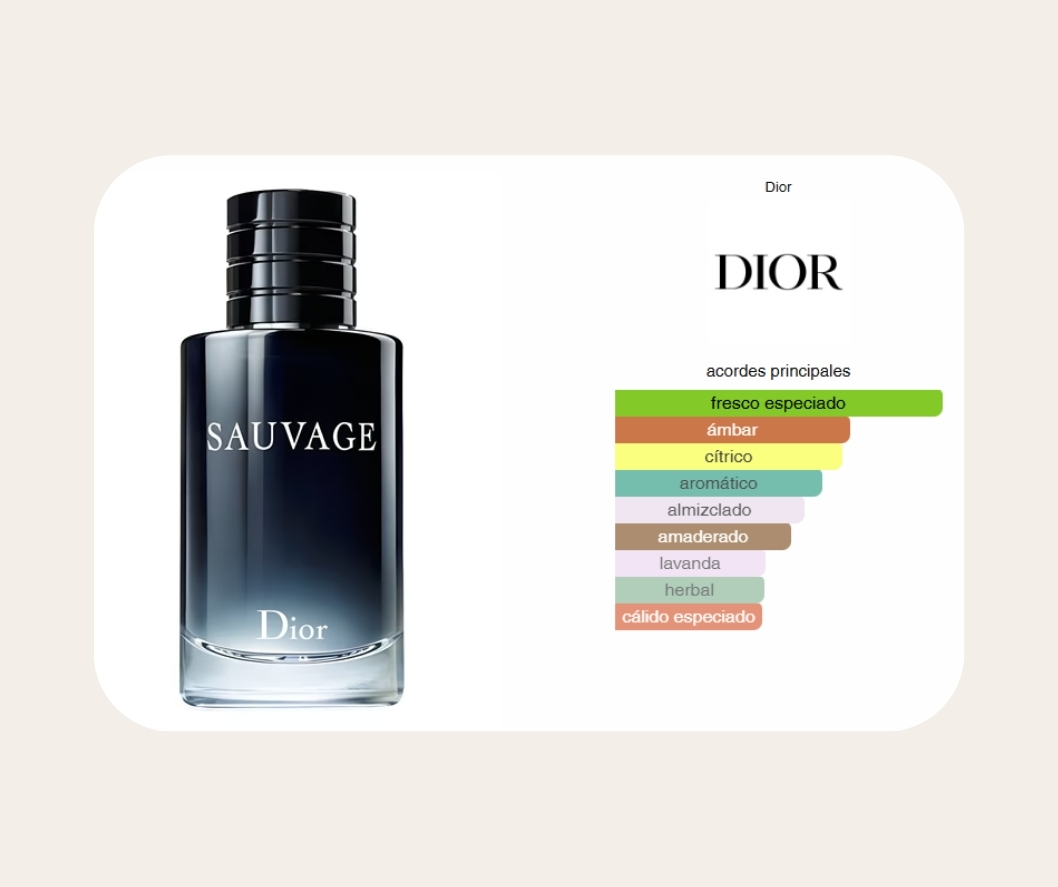 SAUVAGE
Dior
Dior
DIOR
acordes principales
fresco especiado
ámbar
cítrico
aromático
almizclado
amaderado
lavanda
herbal
cálido especiado